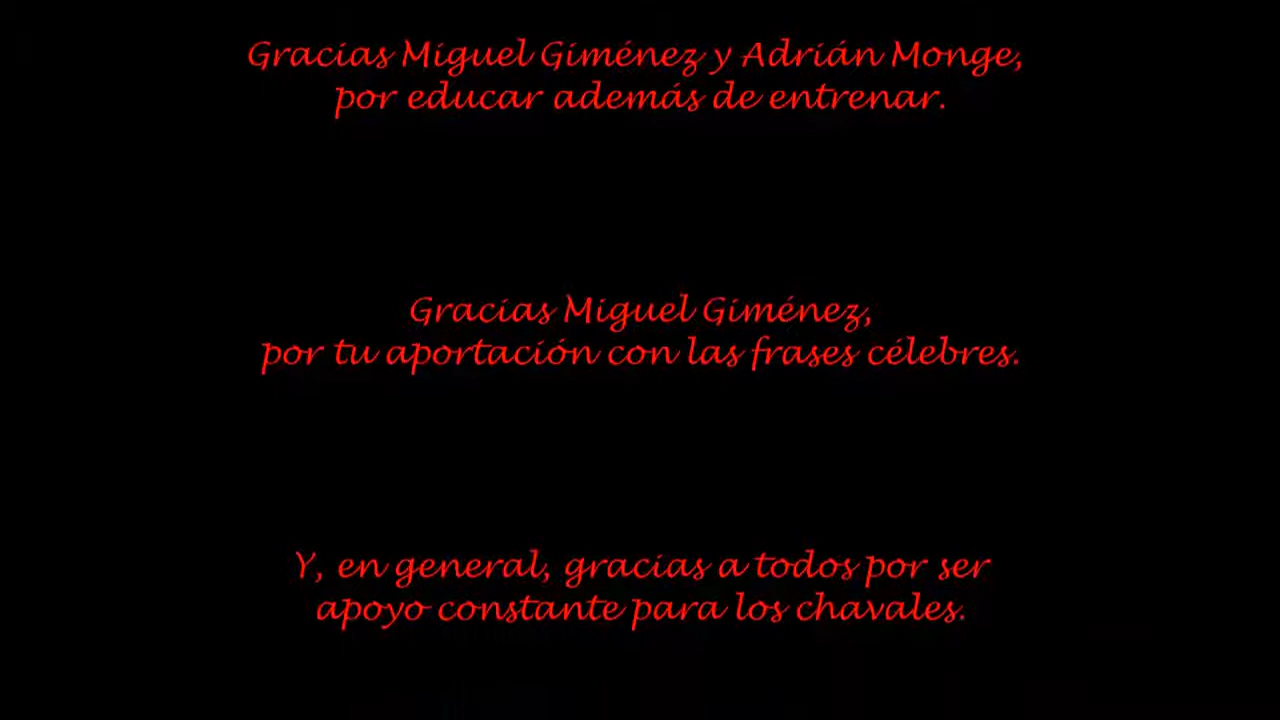 Gracias Miguel Giménez y Adrián Monge,
por educar además de entrenar.
Gracias Miguel Giménez,
por tu aportación con las frases célebres.
Y, en general, gracias a todos por ser
apoyo constante para los chavales.